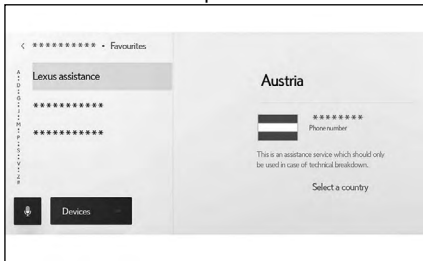 < ********** • Favourites
A
•
D
•
G
•
J
•
M
•
P
•
S
•
V
•
Z
#
Lexus assistance
***********
***********
Devices
Austria
********
Phone number
This is an assistance service which should only
be used in case of technical breakdown.
Select a country